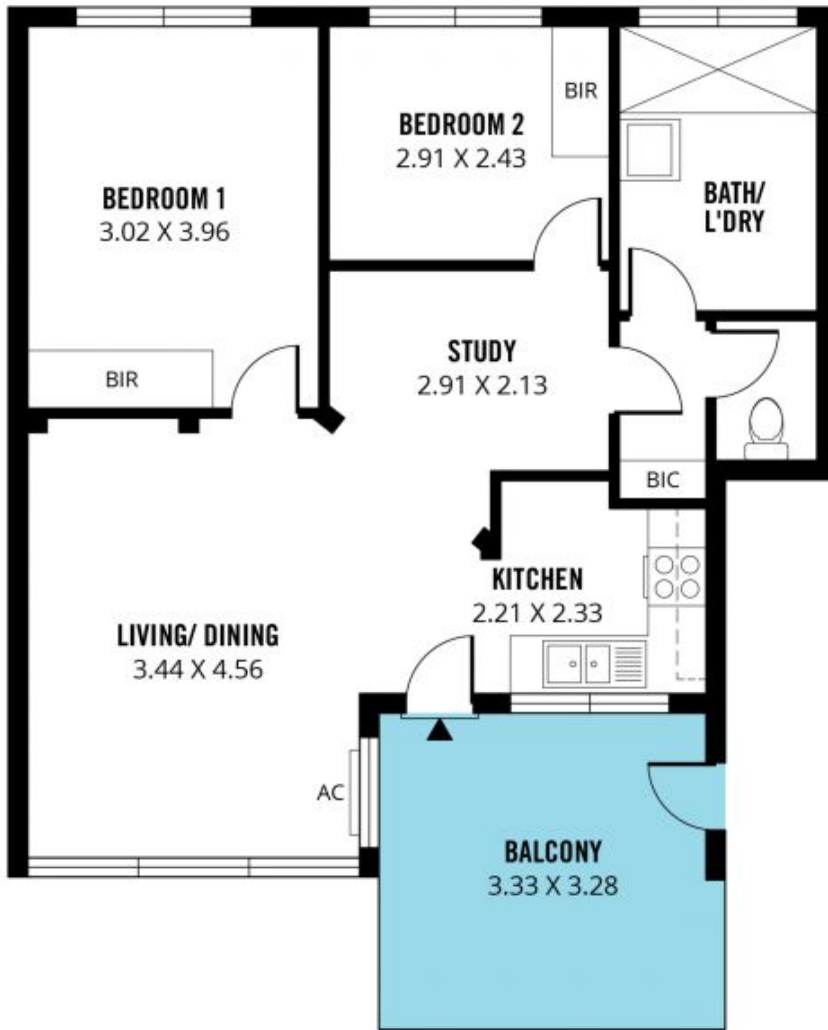 BIR
BEDROOM 2
2.91 X 2.43
BEDROOM 1
3.02 X 3.96
BATH/
L'DRY
BIR
STUDY
2.91 X 2.13
BIC
KITCHEN
2.21 X 2.33
LIVING/ DINING
3.44 X 4.56
AC
BALCONY
3.33 X 3.28